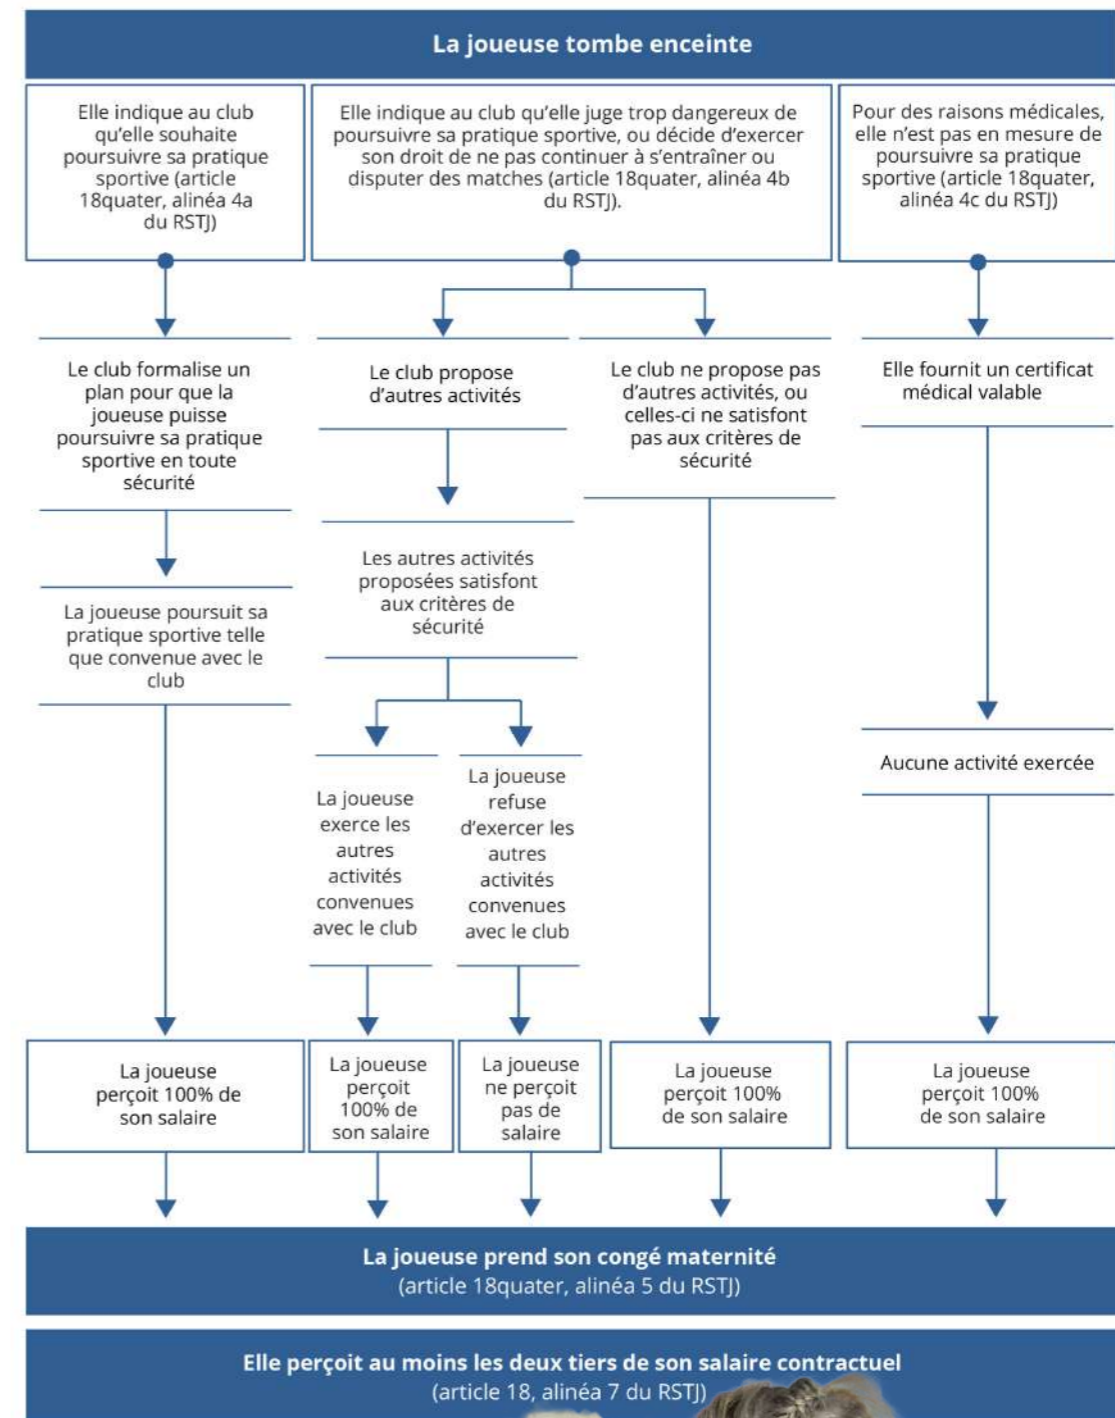 La joueuse tombe enceinte
Elle indique au club
qu'elle souhaite
poursuivre sa pratique
sportive (article
18quater, alinéa 4a
du RSTJ)
Elle indique au club qu'elle juge trop dangereux de
poursuivre sa pratique sportive, ou décide d'exercer
son droit de ne pas continuer à s'entraîner ou
disputer des matches (article 18quater, alinéa 4b
du RSTJ).
Pour des raisons médicales,
elle n'est pas en mesure de
poursuivre sa pratique
sportive (article 18quater,
alinéa 4c du RSTJ)
Le club formalise un
plan pour que la
joueuse puisse
poursuivre sa pratique
sportive en toute
sécurité
Le club propose
d'autres activités
Le club ne propose pas
d'autres activités, ou
celles-ci ne satisfont
pas aux critères de
sécurité
Elle fournit un certificat
médical valable
Les autres activités
proposées satisfont
aux critères de
sécurité
La joueuse poursuit sa
pratique sportive telle
que convenue avec le
club
Aucune activité exercée
La joueuse
exerce les
autres
activités
convenues
avec le club
La joueuse
refuse
d'exercer les
autres
activités
convenues
avec le club
La joueuse
perçoit 100% de
son salaire
La joueuse
perçoit
100% de
son salaire
La joueuse
ne perçoit
pas de
salaire
La joueuse
perçoit 100%
de son salaire
La joueuse
perçoit 100%
de son salaire
La joueuse prend son congé maternité
(article 18quater, alinéa 5 du RSTJ)
Elle perçoit au moins les deux tiers de son salaire contractuel
(article 18, alinéa 7 du RSTJ)